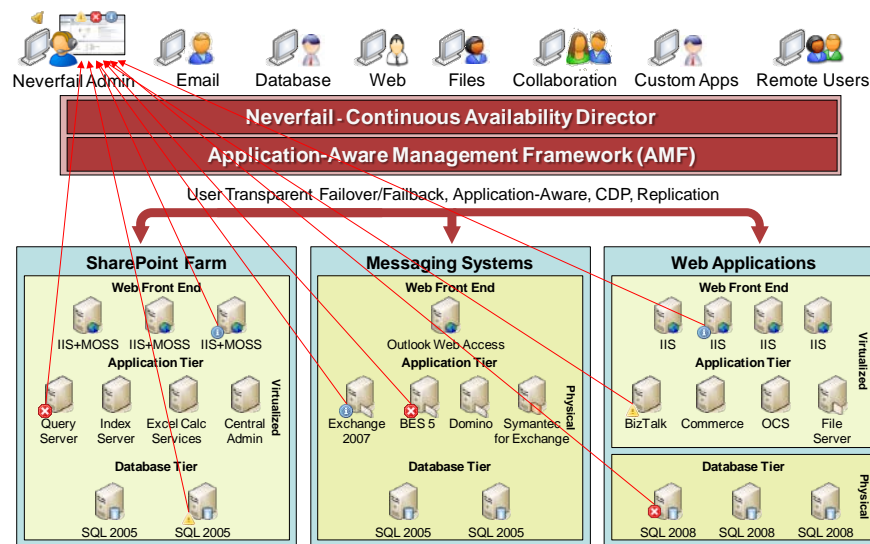 Neverfail Admin
Email
Database
Web
Files
Collaboration
Custom Apps
Remote Users
Neverfail - Continuous Availability Director
Application-Aware Management Framework (AMF)
User Transparent Failover/Failback, Application-Aware, CDP, Replication
SharePoint Farm
Web Front End
IIS+MOSS
IIS+MOSS
IIS+MOSS
Application Tier
Query
Server
Index
Server
Excel Calc
Services
Central
Admin
Virtualized
Database Tier
SQL 2005
SQL 2005
Messaging Systems
Web Front End
Outlook Web Access
Application Tier
Exchange
2007
BES 5
Domino
Symantec
for Exchange
Physical
Database Tier
SQL 2005
SQL 2005
Web Applications
Web Front End
IIS
IIS
IIS
IIS
Application Tier
BizTalk
Commerce
OCS
File
Server
Virtualized
Database Tier
SQL 2008
SQL 2008
SQL 2008
Physical